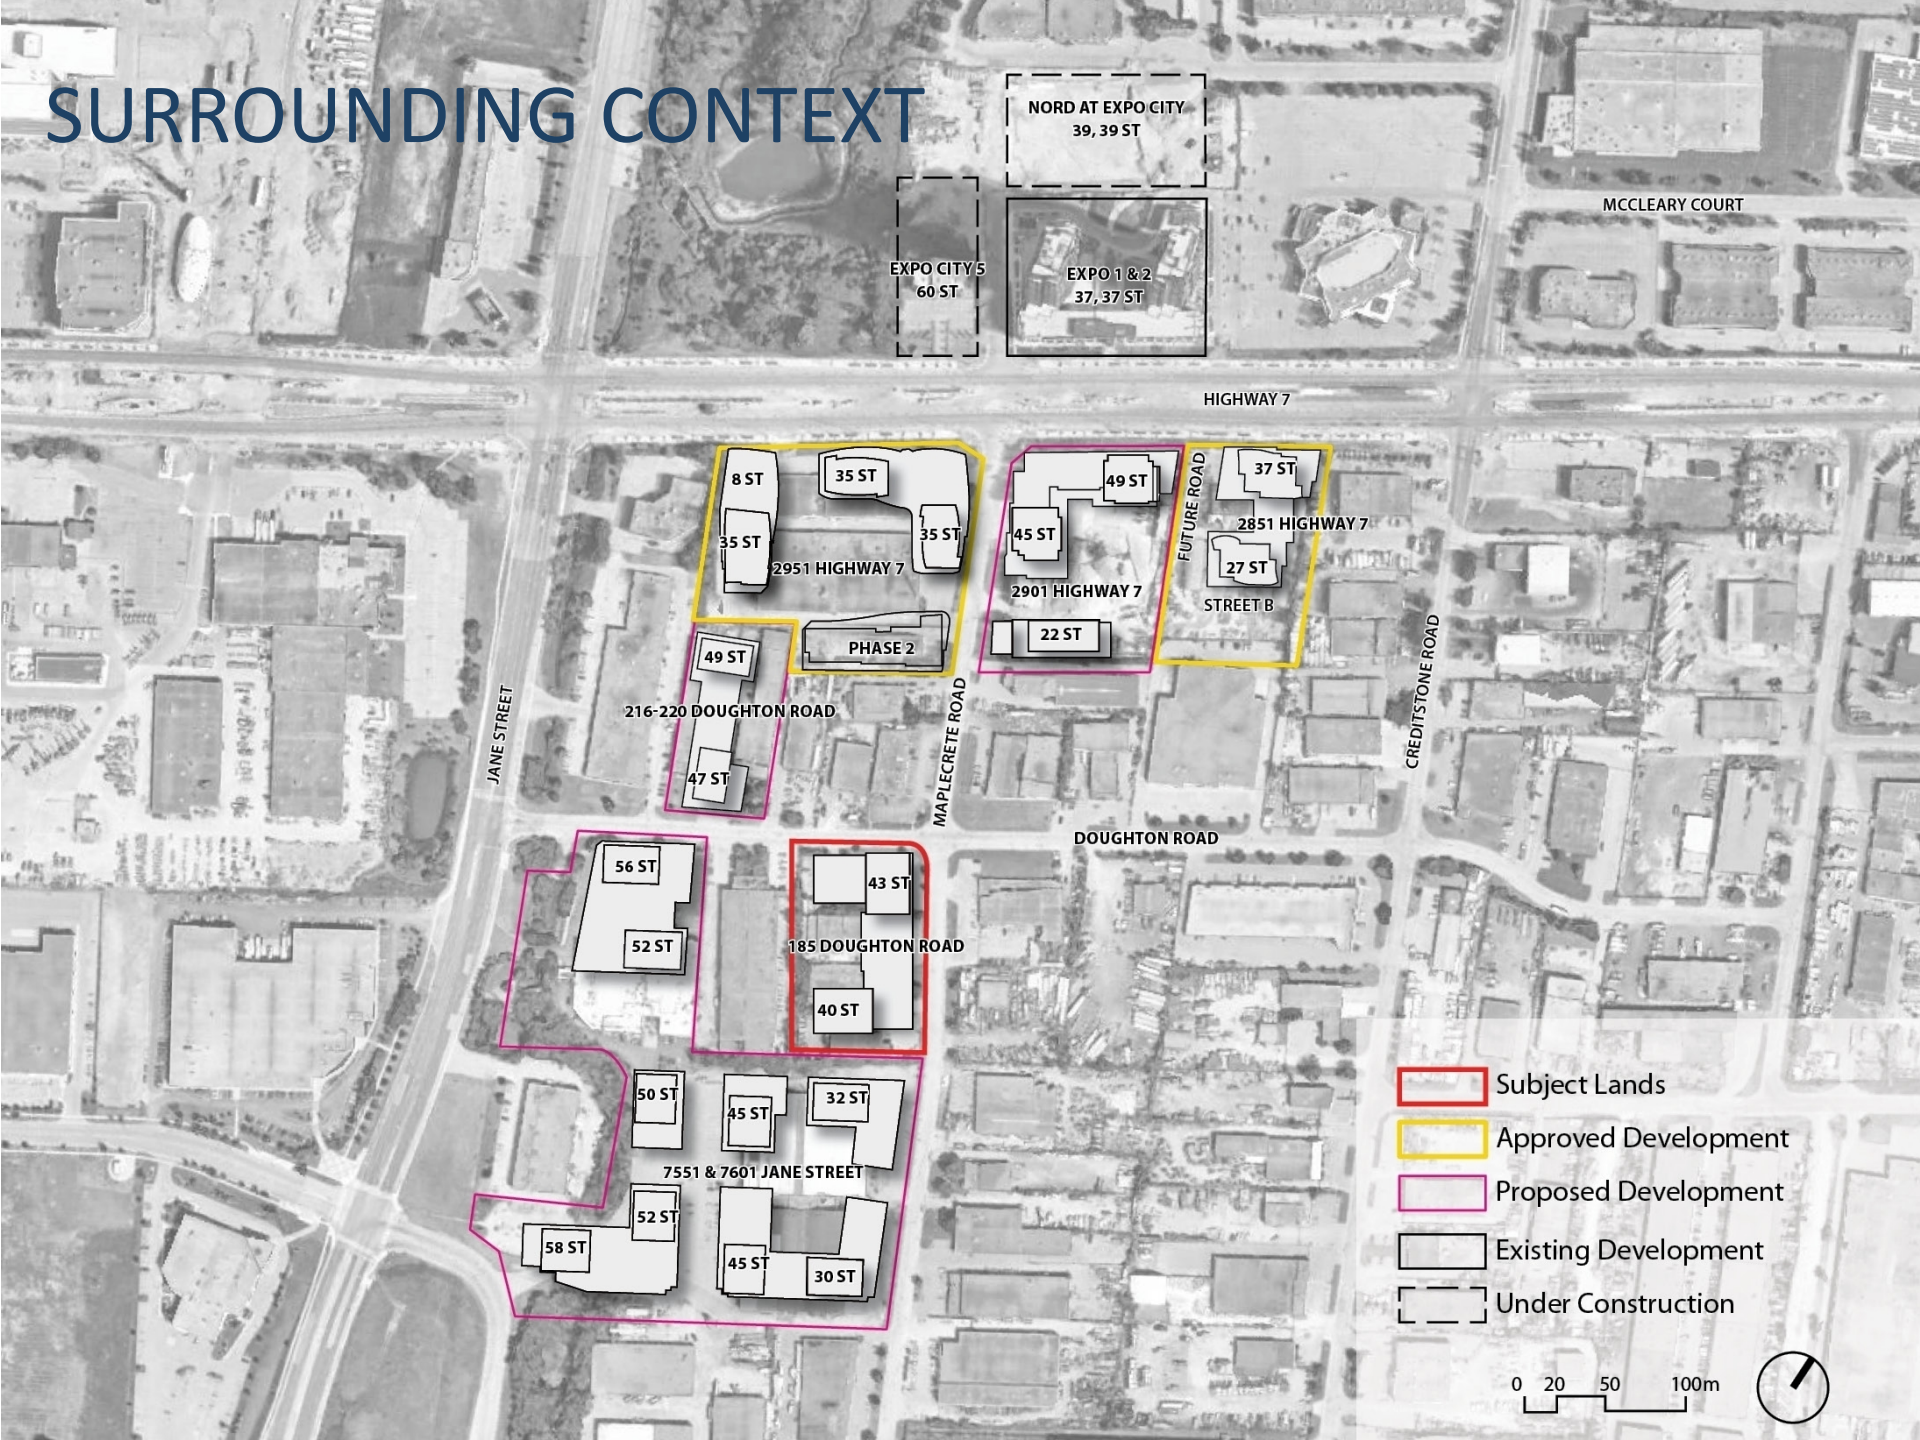 SURROUNDING CONTEXT
NORD AT EXPO CITY
39, 39 ST
MCCLEARY COURT
EXPO CITY 5
60 ST
EXPO 1 & 2
37, 37 ST
HIGHWAY 7
8 ST
35 ST
35 ST
35 ST
2951 HIGHWAY 7
PHASE 2
49 ST
45 ST
2901 HIGHWAY 7
22 ST
FUTURE ROAD
37 ST
2851 HIGHWAY 7
27 ST
STREET B
49 ST
216-220 DOUGHTON ROAD
47 ST
JANE STREET
MAPLECRETE ROAD
CREDITSTONE ROAD
DOUGHTON ROAD
56 ST
52 ST
43 ST
185 DOUGHTON ROAD
40 ST
50 ST
45 ST
32 ST
7551 & 7601 JANE STREET
52 ST
58 ST
45 ST
30 ST
Subject Lands
Approved Development
Proposed Development
Existing Development
Under Construction
0 20 50 100m